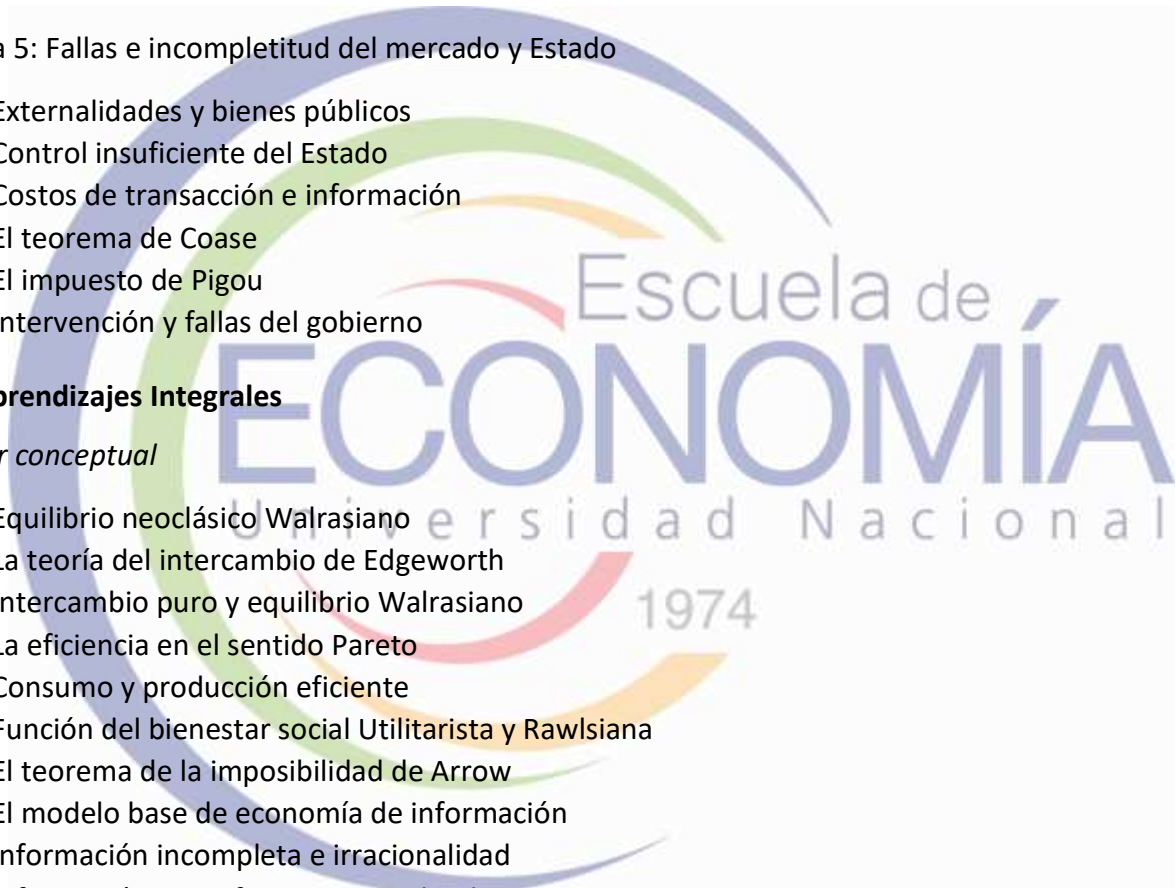 5: Fallas e incompletitud del mercado y Estado
Externalidades y bienes públicos
Control insuficiente del Estado
Costos de transacción e información
El teorema de Coase
El impuesto de Pigou
Intervención y fallas del gobierno
Aprendizajes Integrales
conceptual
Equilibrio neoclásico Walrasiano
La teoría del intercambio de Edgeworth
Intercambio puro y equilibrio Walrasiano
La eficiencia en el sentido Pareto
Consumo y producción eficiente
Función del bienestar social Utilitarista y Rawlsiana
El teorema de la imposibilidad de Arrow
El modelo base de economía de información
Información incompleta e irracionalidad
Escuela de
ECONOMÍA
Universidad Nacional
1974